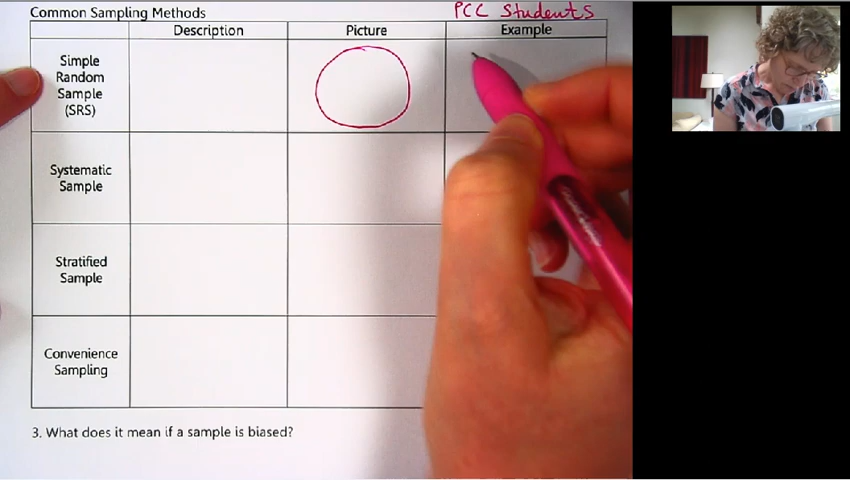 Common Sampling Methods
PCC Students
Description
Picture
Example
Simple
Random
Sample
(SRS)
Systematic
Sample
Stratified
Sample
Convenience
Sampling
3. What does it mean if a sample is biased?